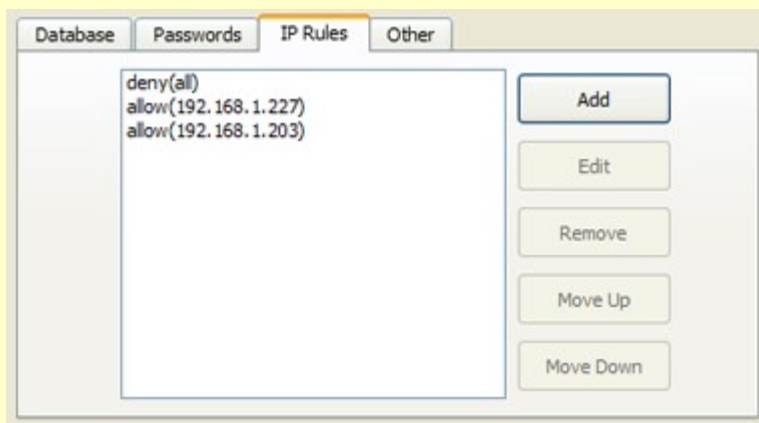 Database Passwords IP Rules Other
deny(all)
allow(192.168.1.227)
allow(192.168.1.203)
Add
Edit
Remove
Move Up
Move Down